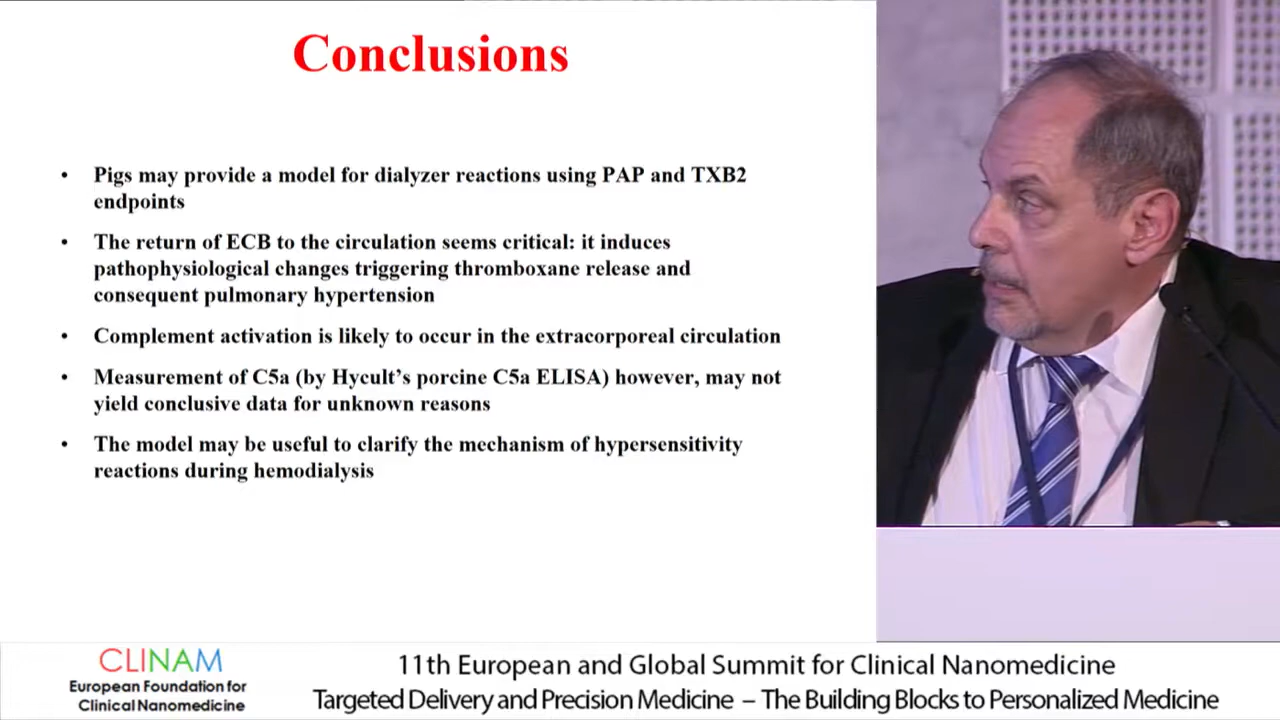 Conclusions
• Pigs may provide a model for dialyzer reactions using PAP and TXB2
endpoints
• The return of ECB to the circulation seems critical: it induces
pathophysiological changes triggering thromboxane release and
consequent pulmonary hypertension
• Complement activation is likely to occur in the extracorporeal circulation
• Measurement of C5a (by Hycult's porcine C5a ELISA) however, may not
yield conclusive data for unknown reasons
• The model may be useful to clarify the mechanism of hypersensitivity
reactions during hemodialysis
CLINAM
European Foundation for
Clinical Nanomedicine
11th European and Global Summit for Clinical Nanomedicine
Targeted Delivery and Precision Medicine – The Building Blocks to Personalized Medicine